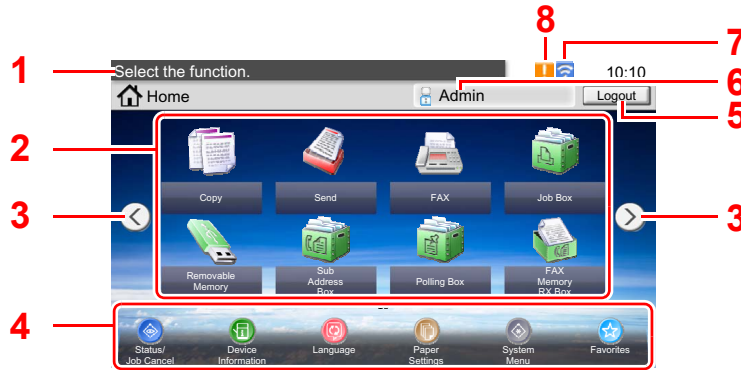 8
7
1
Select the function.
10:10
6
Home
Admin
Logout
5
2
Copy
Send
FAX
Job Box
3
3
Removable
Memory
Sub
Address
Box
Polling Box
FAX
Memory
RX Box
4
Status/
Job Cancel
Device
Information
Language
Paper
Settings
System
Menu
Favorites